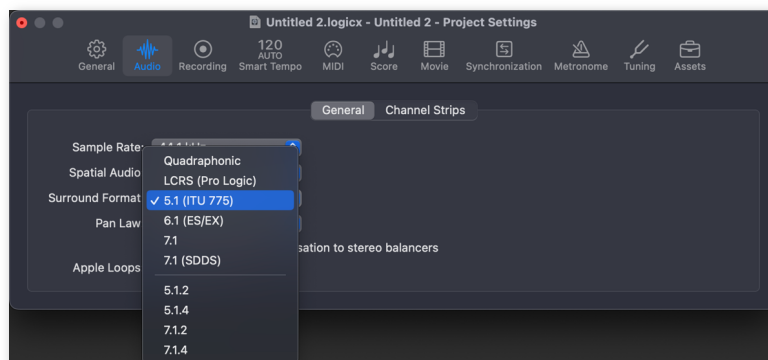 Untitled 2.logicx - Untitled 2 - Project Settings
General
Audio
Recording
120
AUTO
Smart Tempo
MIDI
Score
Movie
Synchronization
Metronome
Tuning
Assets
General
Channel Strips
Sample Rate:
Spatial Audio
Surround Format
Pan Law
sation to stereo balancers
Apple Loops
Quadraphonic
LCRS (Pro Logic)
✓ 5.1 (ITU 775)
6.1 (ES/EX)
7.1
7.1 (SDDS)
5.1.2
5.1.4
7.1.2
7.1.4